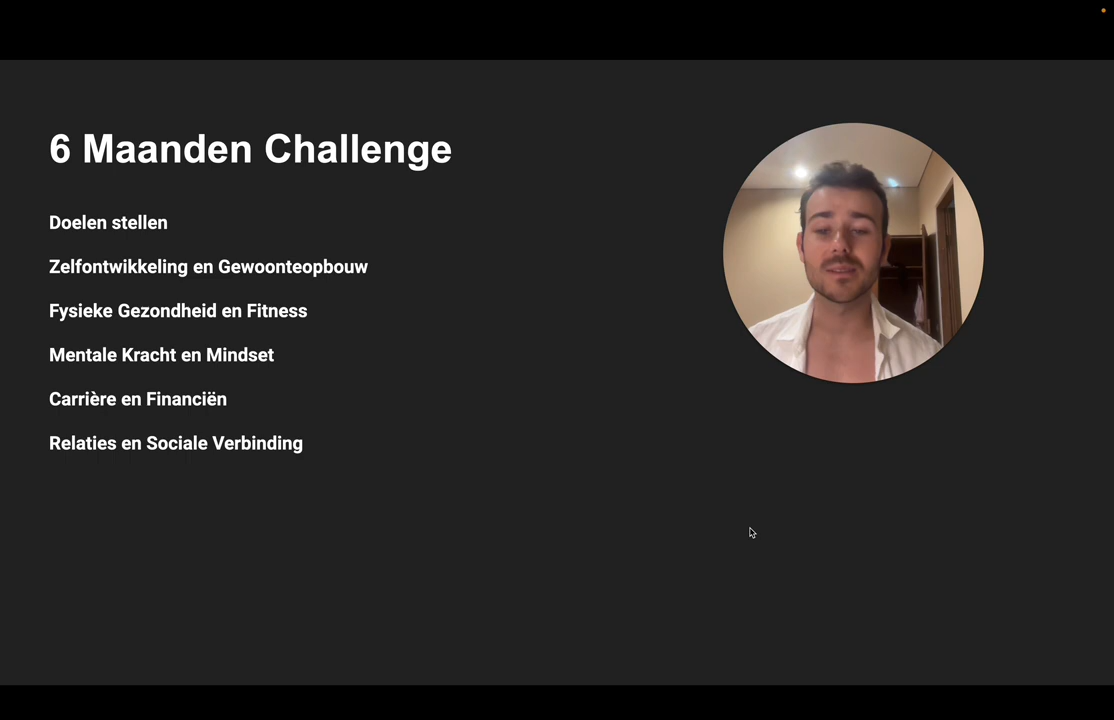 6 Maanden Challenge
Doelen stellen
Zelfontwikkeling en Gewoonteopbouw
Fysieke Gezondheid en Fitness
Mentale Kracht en Mindset
Carrière en Financiën
Relaties en Sociale Verbinding